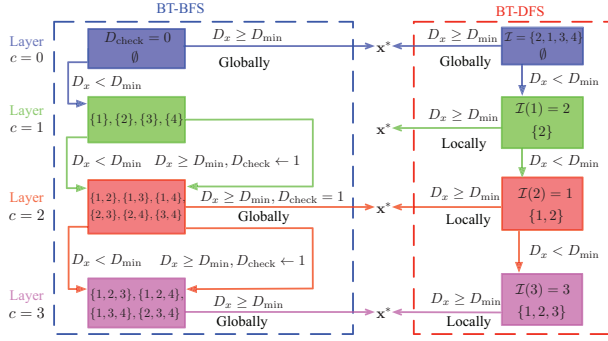 BT-BFS
BT-DFS
Layer
c = 0
D_check = 0
∅
D_x ≥ D_min
Globally
x*
D_x ≥ D_min
Globally
I = {2, 1, 3, 4}
∅
D_x < D_min
D_x < D_min
Layer
c = 1
{1}, {2}, {3}, {4}
x*
D_x ≥ D_min
Locally
I(1) = 2
{2}
D_x < D_min
D_x ≥ D_min, D_check ← 1
D_x < D_min
Layer
c = 2
{1, 2}, {1, 3}, {1, 4},
{2, 3}, {2, 4}, {3, 4}
D_x ≥ D_min, D_check = 1
Globally
x*
D_x ≥ D_min
Locally
I(2) = 1
{1, 2}
D_x < D_min
D_x ≥ D_min, D_check ← 1
D_x < D_min
Layer
c = 3
{1, 2, 3}, {1, 2, 4},
{1, 3, 4}, {2, 3, 4}
D_x ≥ D_min
Globally
x*
D_x ≥ D_min
Locally
I(3) = 3
{1, 2, 3}